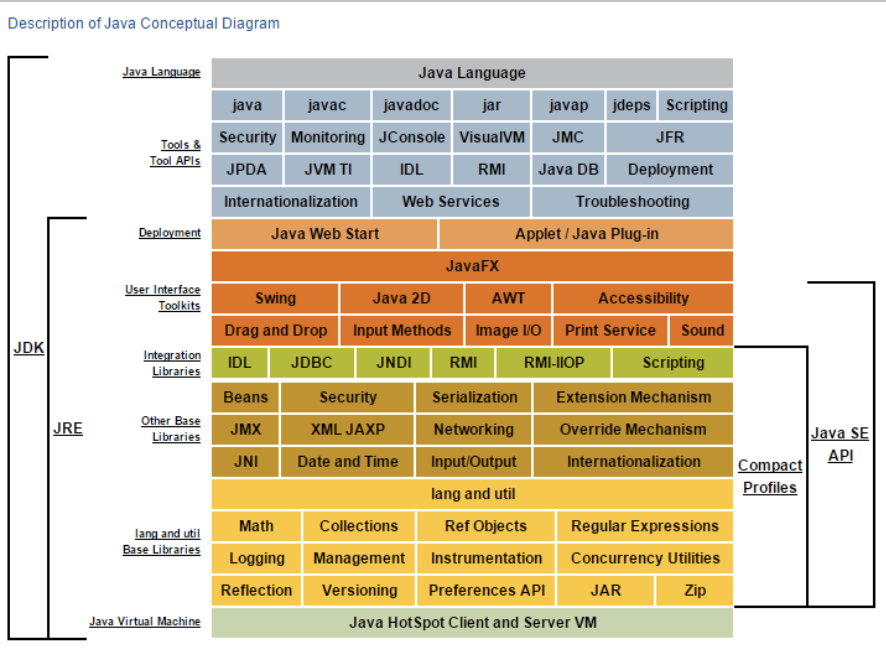 Description of Java Conceptual Diagram
Java Language
Java Language
java javac javadoc jar javap jdeps Scripting
Tools &
Tool APIs
Security Monitoring JConsole VisualVM JMC JFR
JPDA JVM TI IDL RMI Java DB Deployment
Internationalization Web Services Troubleshooting
Deployment
Java Web Start Applet / Java Plug-in
JavaFX
User Interface
Toolkits
Swing Java 2D AWT Accessibility
Drag and Drop Input Methods Image I/O Print Service Sound
Integration
Libraries
IDL JDBC JNDI RMI RMI-IIOP Scripting
Other Base
Libraries
Beans Security Serialization Extension Mechanism
JMX XML JAXP Networking Override Mechanism
JNI Date and Time Input/Output Internationalization
lang and util
lang and util
Base Libraries
Math Collections Ref Objects Regular Expressions
Logging Management Instrumentation Concurrency Utilities
Reflection Versioning Preferences API JAR Zip
Java Virtual Machine
Java HotSpot Client and Server VM
JDK
JRE
Compact
Profiles
Java SE
API